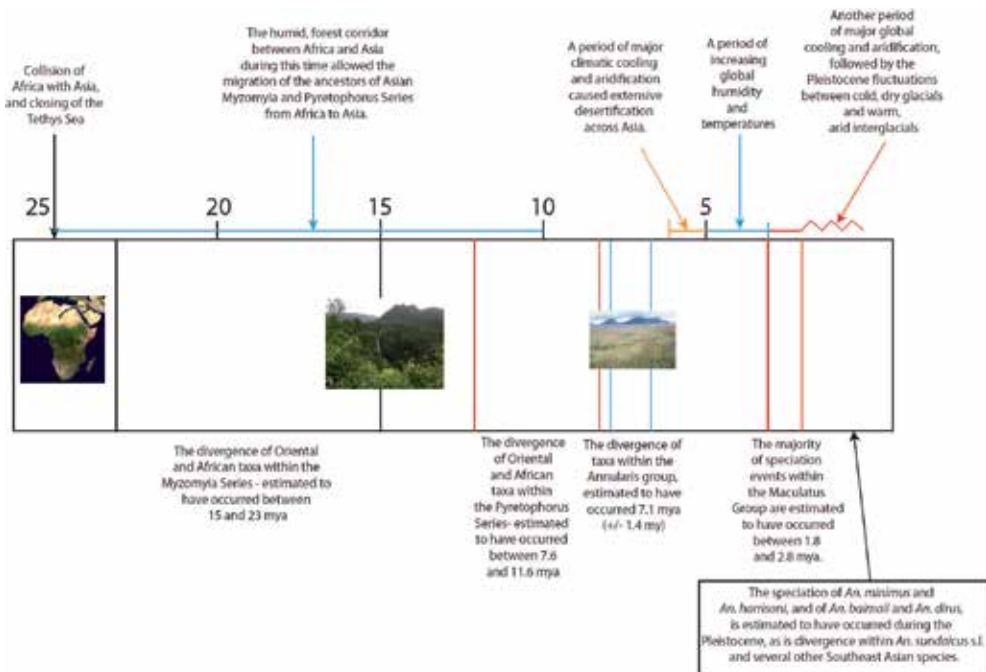 Collision of
Africa with Asia,
and closing of the
Tethys Sea
The humid, forest corridor
between Africa and Asia
during this time allowed the
migration of the ancestors of Asian
Myzomyia and Pyretophorus Series
from Africa to Asia.
A period of major
climatic cooling
and aridification
caused extensive
desertification
across Asia.
A period of
increasing
global
humidity
and
temperatures
Another period
of major global
cooling and aridification,
followed by the
Pleistocene fluctuations
between cold, dry glacials
and warm,
arid interglacials
25
20
15
10
5
The divergence of Oriental
and African taxa within the
Myzomyia Series - estimated to
have occurred between
15 and 23 mya
The divergence
of Oriental
and African
taxa within
the Pyretophorus
Series- estimated
to have occurred
between 7.6
and 11.6 mya
The divergence of
taxa within the
Annularis group,
estimated to have
occurred 7.1 mya
(+/- 1.4 my)
The majority
of speciation
events within
the Maculatus
Group are estimated
to have occurred
between 1.8
and 2.8 mya.
The speciation of An. minimus and
An. harrisoni, and of An. baimaii and An. dirus,
is estimated to have occurred during the
Pleistocene, as is divergence within An. sundaicus s.l.
and several other Southeast Asian species.